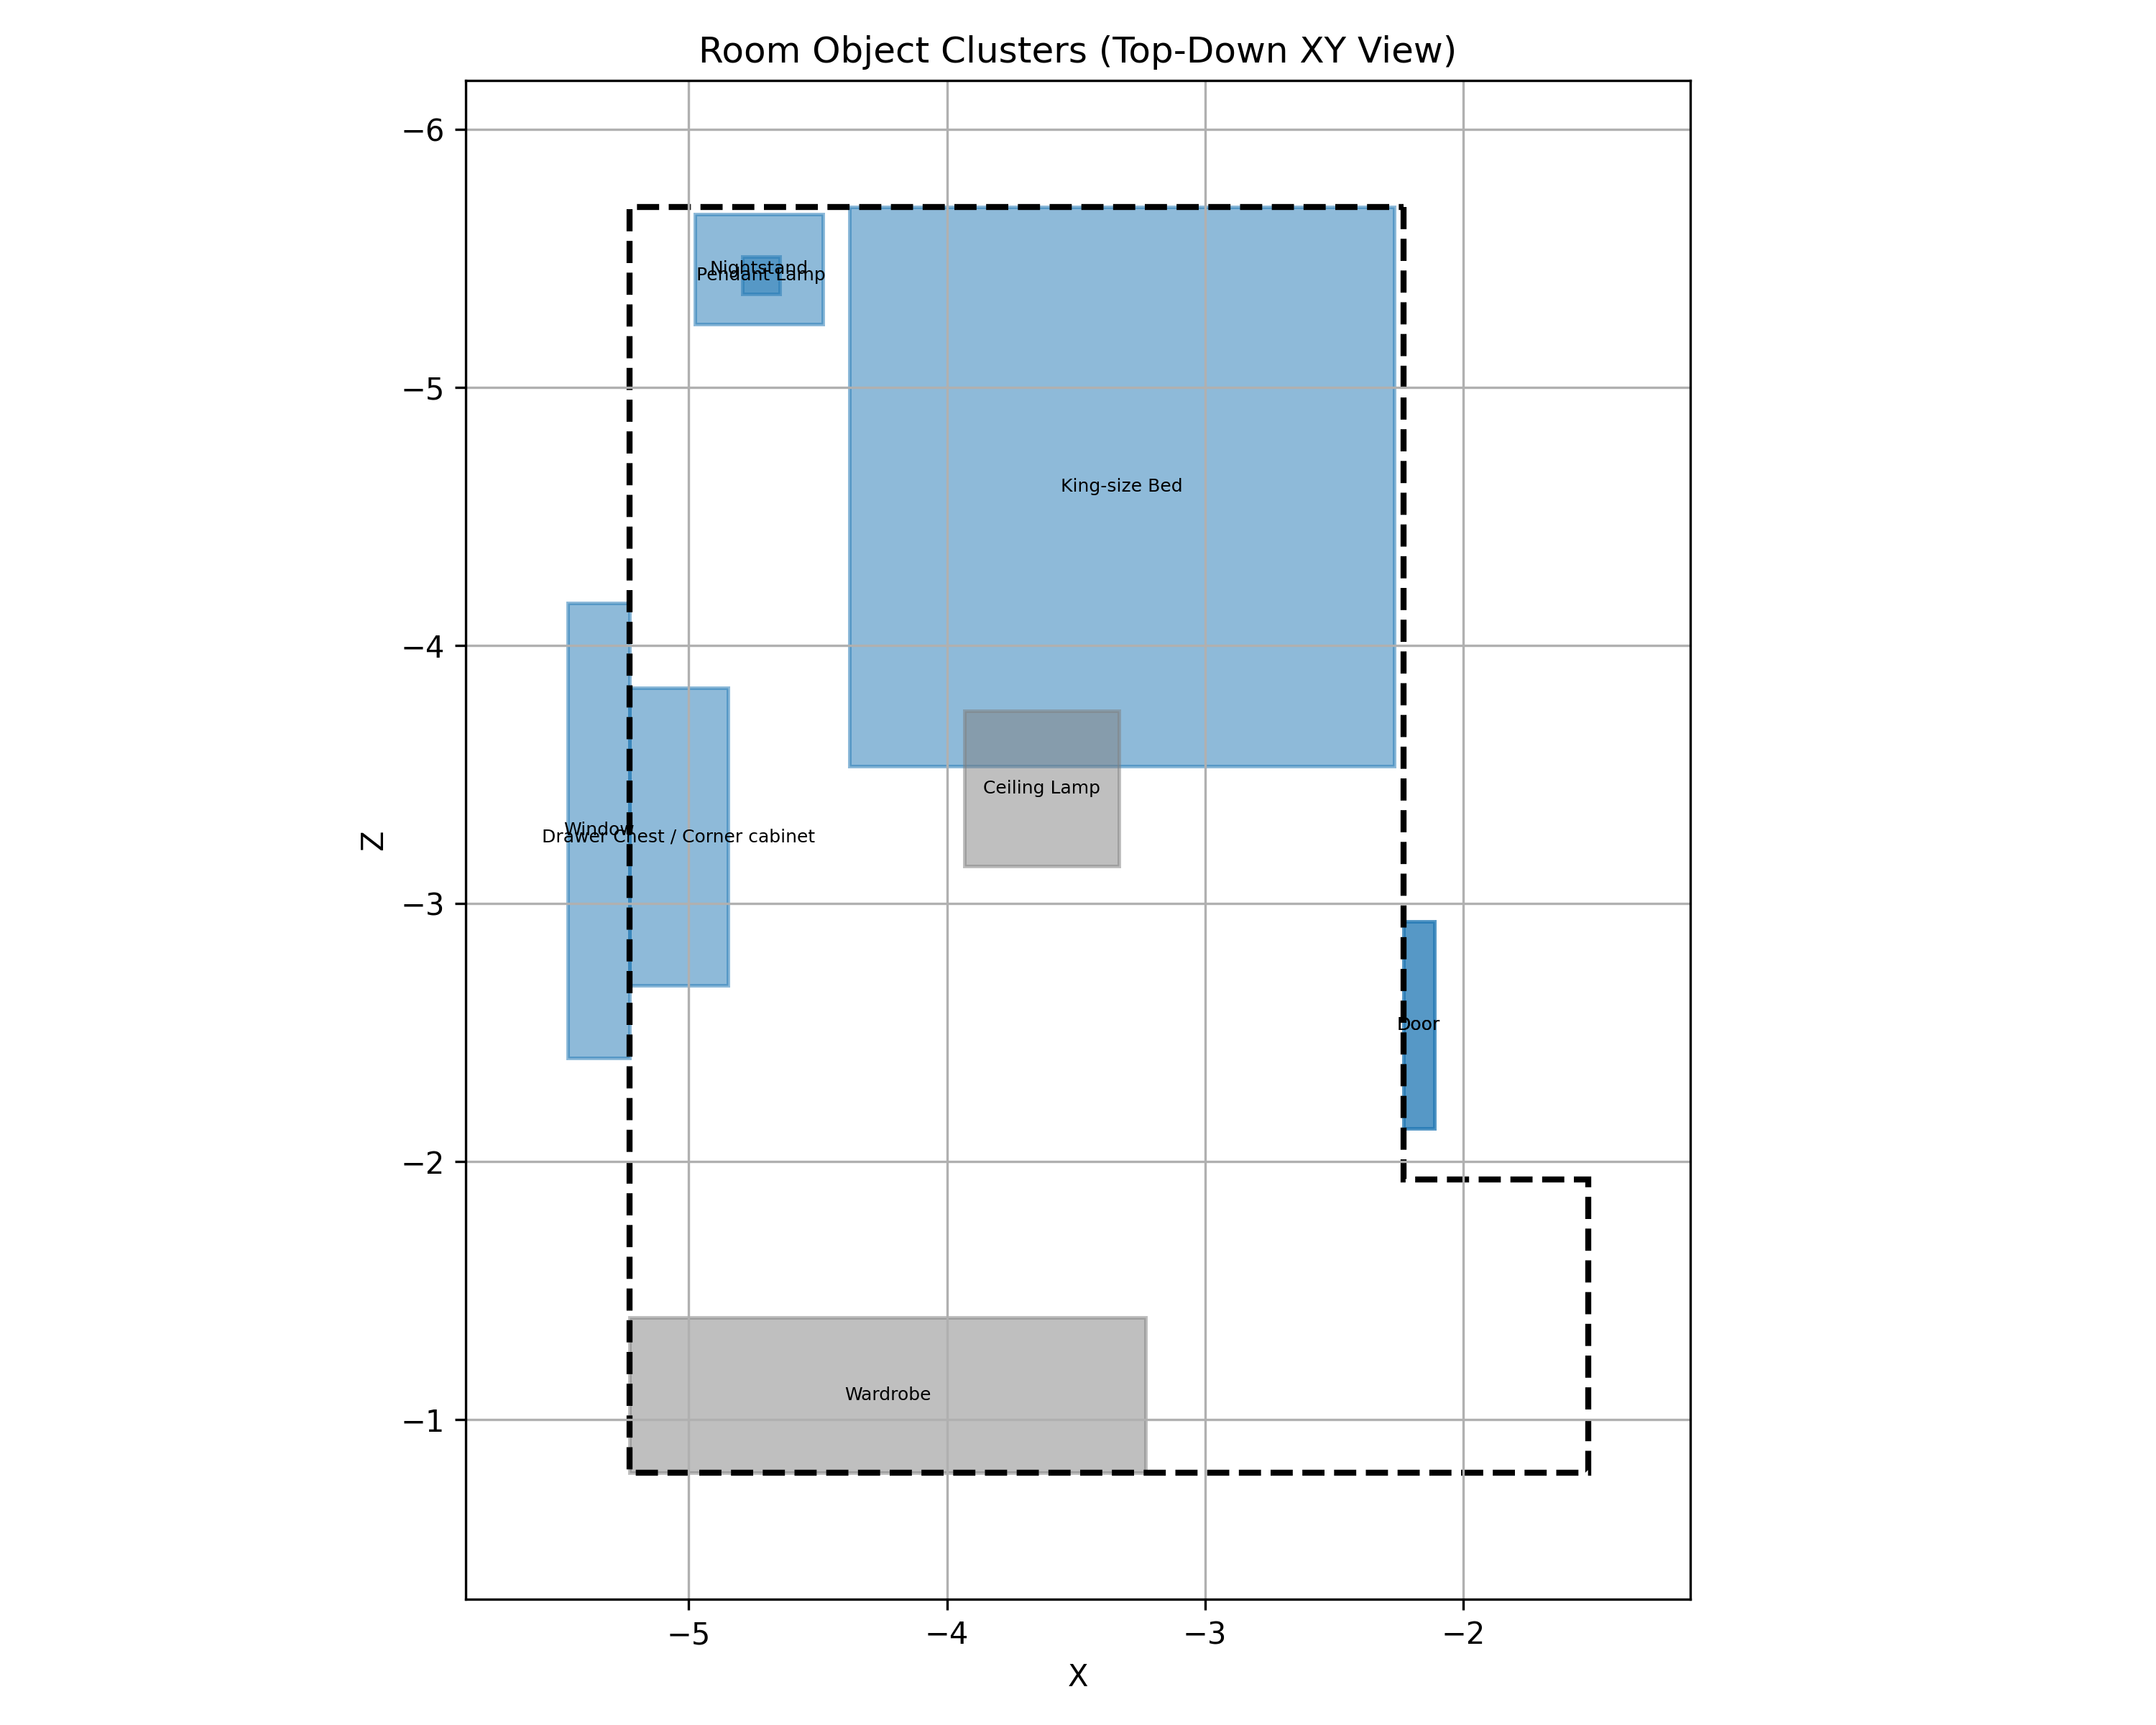 Room Object Clusters (Top-Down XY View)
−6
Nightstand
Pendant Lamp
−5
King-size Bed
−4
Ceiling Lamp
Window
Drawer Chest / Corner cabinet
Z
−3
Door
−2
Wardrobe
−1
−5 −4 −3 −2
X